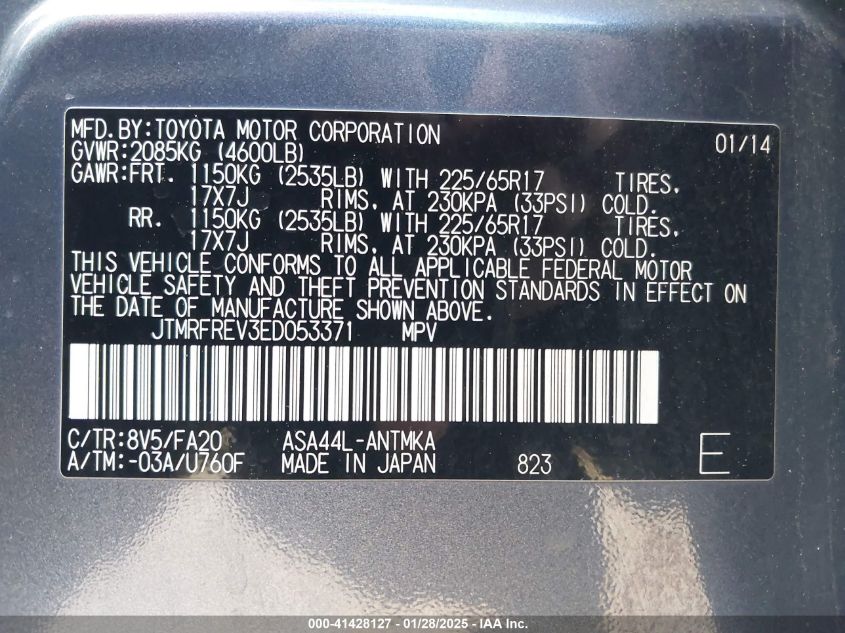 MFD.BY:TOYOTA MOTOR CORPORATION 01/14
GVWR:2085KG (4600LB)
GAWR:FRT. 1150KG (2535LB) WITH 225/65R17 TIRES,
17X7J RIMS, AT 230KPA (33PSI) COLD.
RR. 1150KG (2535LB) WITH 225/65R17 TIRES,
17X7J RIMS, AT 230KPA (33PSI) COLD.
THIS VEHICLE CONFORMS TO ALL APPLICABLE FEDERAL MOTOR
VEHICLE SAFETY AND THEFT PREVENTION STANDARDS IN EFFECT ON
THE DATE OF MANUFACTURE SHOWN ABOVE.
JTMRFREV3ED053371 MPV
C/TR:8V5/FA20 ASA44L-ANTMKA
A/TM:-03A/U760F MADE IN JAPAN 823 E
000-41428127 - 01/28/2025 - IAA Inc.